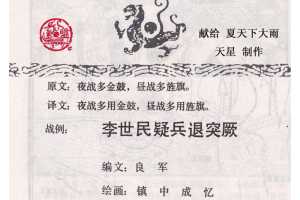 献给 夏天下大雨
天星 制作
原文：夜战多金鼓，昼战多旌旗。
译文：夜战多用金鼓，昼战多用旌旗。
战例： 李世民疑兵退突厥
编文：良 军
绘画：镇 中 成 忆